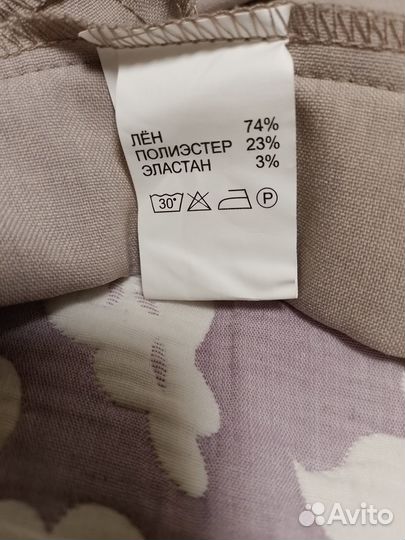 ЛЁН 74%
ПОЛИЭСТЕР 23%
ЭЛАСТАН 3%
30° P
Avito